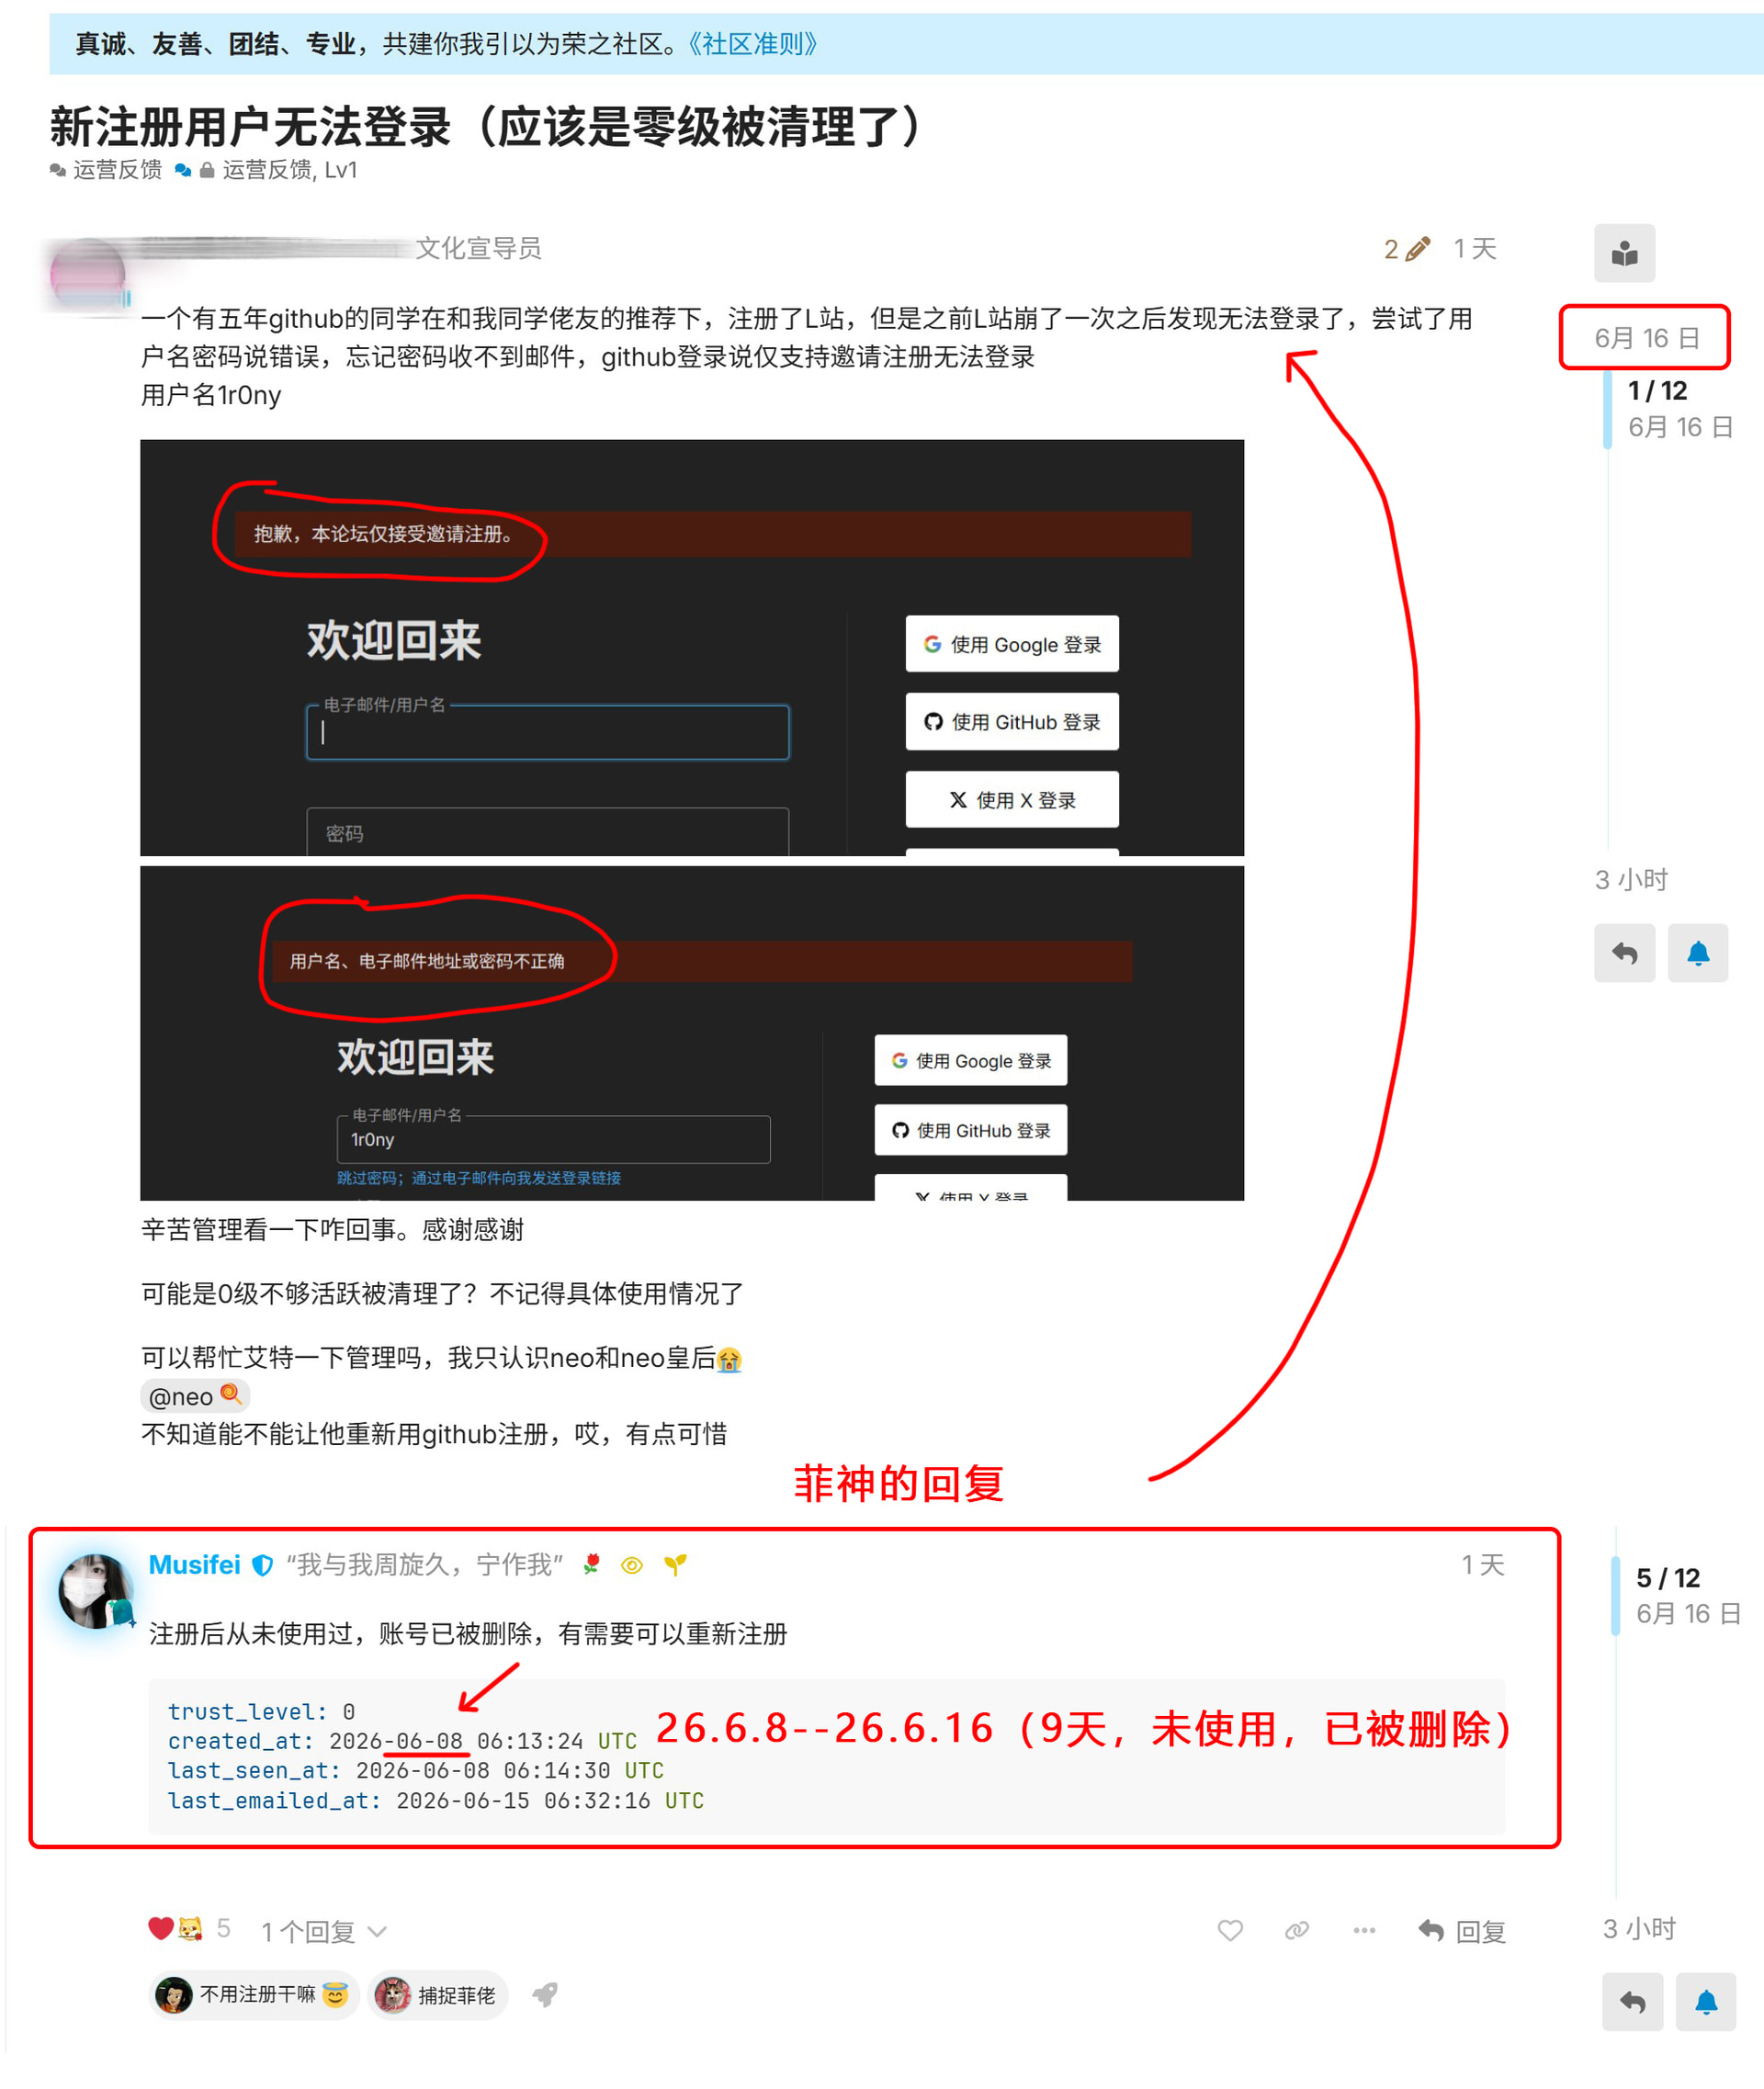 真诚、友善、团结、专业，共建你我引以为荣之社区。《社区准则》
新注册用户无法登录（应该是零级被清理了）
运营反馈 运营反馈, Lv1
文化宣导员 2 1 天
一个有五年github的同学在和我同学佬友的推荐下，注册了L站，但是之前L站崩了一次之后发现无法登录了，尝试了用
户名密码说错误，忘记密码收不到邮件，github登录说仅支持邀请注册无法登录
用户名1r0ny
6月 16 日
1 / 12
6月 16 日
抱歉，本论坛仅接受邀请注册。
欢迎回来
电子邮件/用户名
密码
使用 Google 登录
使用 GitHub 登录
使用 X 登录
3 小时
用户名、电子邮件地址或密码不正确
欢迎回来
电子邮件/用户名
1r0ny
跳过密码；通过电子邮件向我发送登录链接
使用 Google 登录
使用 GitHub 登录
使用 X 登录
辛苦管理看一下咋回事。感谢感谢
可能是0级不够活跃被清理了？不记得具体使用情况了
可以帮忙艾特一下管理吗，我只认识neo和neo皇后😭
@neo
不知道能不能让他重新用github注册，哎，有点可惜
菲神的回复
Musifei “我与我周旋久，宁作我” 1 天
5 / 12
6月 16 日
注册后从未使用过，账号已被删除，有需要可以重新注册
trust_level: 0
created_at: 2026-06-08 06:13:24 UTC
26.6.8--26.6.16（9天，未使用，已被删除）
last_seen_at: 2026-06-08 06:14:30 UTC
last_emailed_at: 2026-06-15 06:32:16 UTC
5 1 个回复 回复
3 小时
不用注册干嘛😇 捕捉菲佬